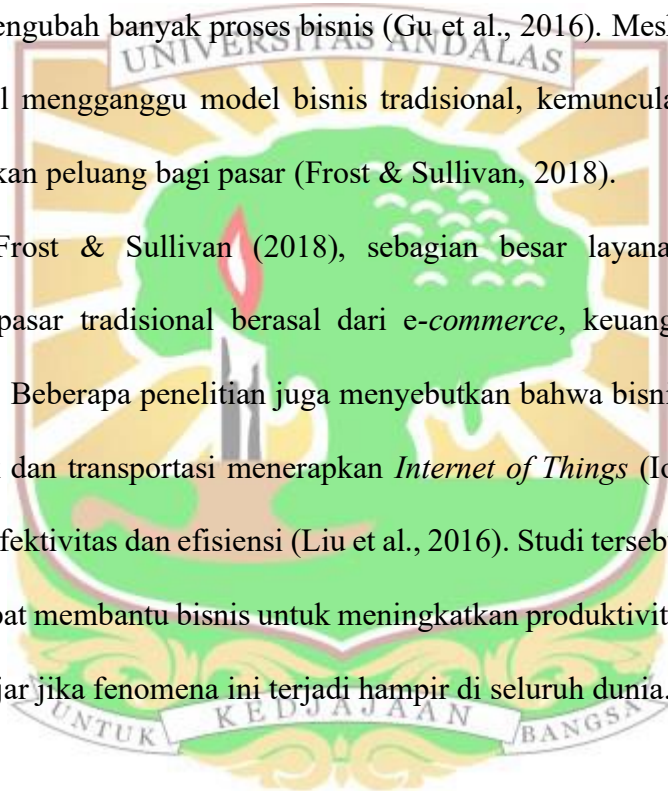 engubah banyak proses bisnis (Gu et al., 2016). Mesk
UNIVERSITAS ANDALAS
l mengganggu model bisnis tradisional, kemuncula
kan peluang bagi pasar (Frost & Sullivan, 2018).
Frost & Sullivan (2018), sebagian besar layana
pasar tradisional berasal dari e-commerce, keuang
Beberapa penelitian juga menyebutkan bahwa bisni
dan transportasi menerapkan Internet of Things (Io
fektivitas dan efisiensi (Liu et al., 2016). Studi tersebu
pat membantu bisnis untuk meningkatkan produktivit
jar jika fenomena ini terjadi hampir di seluruh dunia.
UNTUK KEDJAJAAN BANGSA